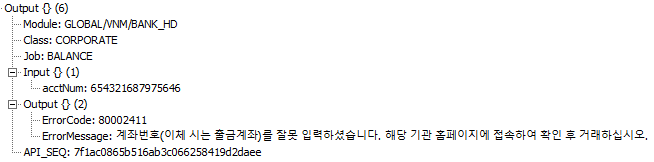 Output {} (6)
Module: GLOBAL/VNM/BANK_HD
Class: CORPORATE
Job: BALANCE
Input {} (1)
acctNum: 654321687975646
Output {} (2)
ErrorCode: 80002411
ErrorMessage: 계좌번호(이체 시는 출금계좌)를 잘못 입력하셨습니다. 해당 기관 홈페이지에 접속하여 확인 후 거래하십시오.
API_SEQ: 7f1ac0865b516ab3c066258419d2daee